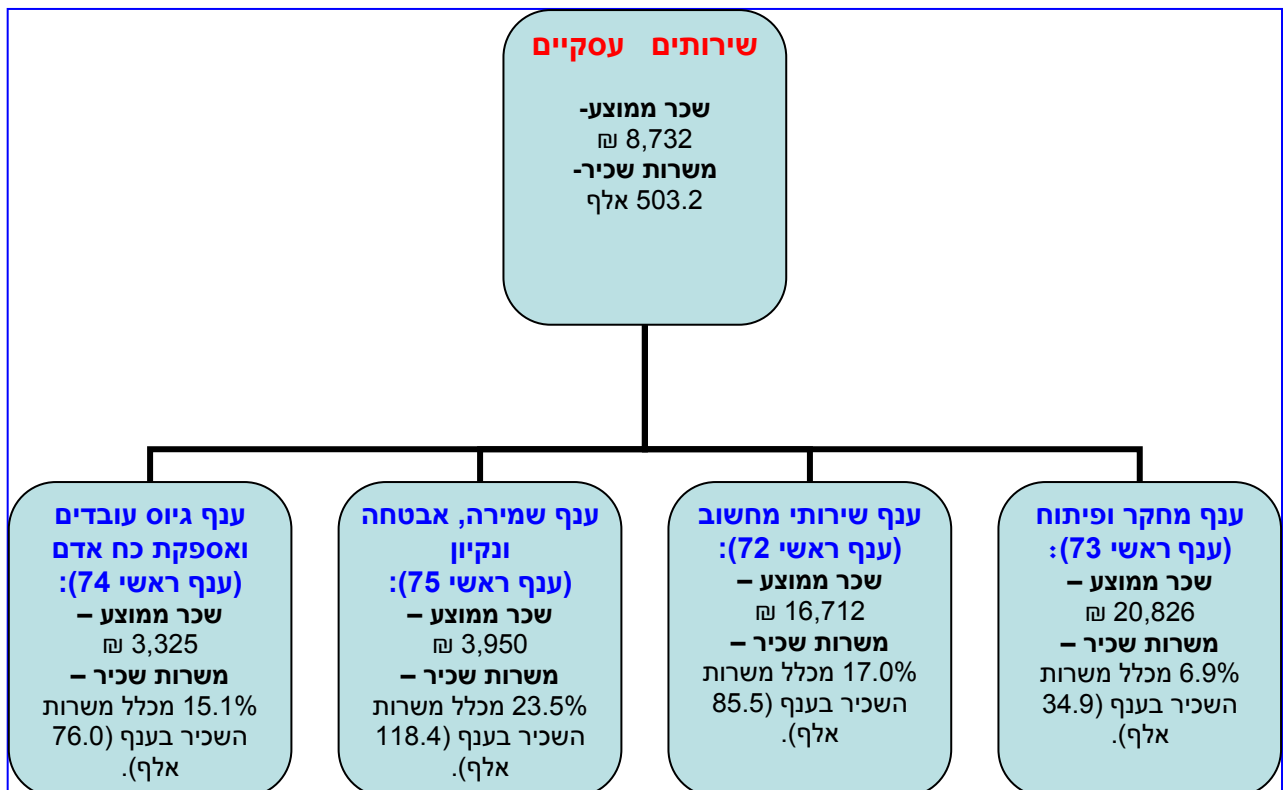 שירותים עסקיים
שכר ממוצע-
8,732 ₪
משרות שכיר-
503.2 אלף
ענף מחקר ופיתוח
(ענף ראשי 73):
שכר ממוצע –
20,826 ₪
משרות שכיר –
6.9% מכלל משרות
השכיר בענף (34.9
אלף).
ענף שירותי מחשוב
(ענף ראשי 72):
שכר ממוצע –
16,712 ₪
משרות שכיר –
17.0% מכלל משרות
השכיר בענף (85.5
אלף).
ענף שמירה, אבטחה
ונקיון
(ענף ראשי 75):
שכר ממוצע –
3,950 ₪
משרות שכיר –
23.5% מכלל משרות
השכיר בענף (118.4
אלף).
ענף גיוס עובדים
ואספקת כח אדם
(ענף ראשי 74):
שכר ממוצע –
3,325 ₪
משרות שכיר –
15.1% מכלל משרות
השכיר בענף (76.0
אלף).